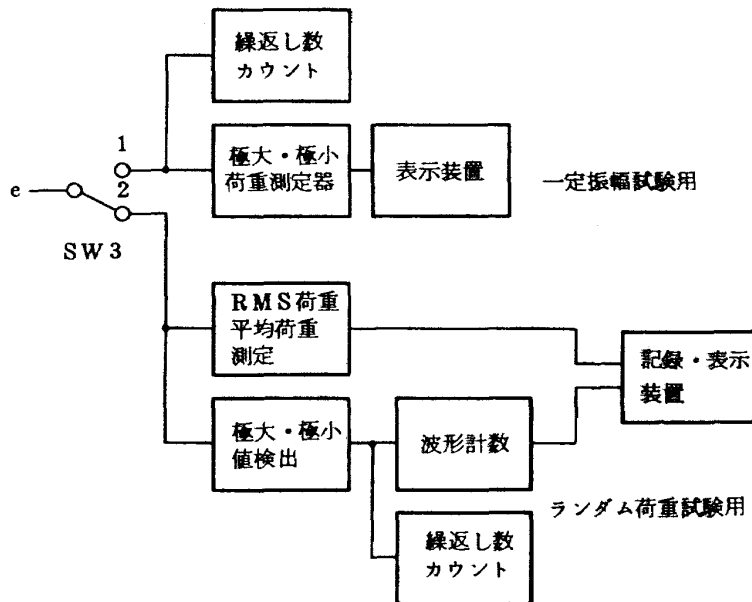 繰返し数
カウント
1
極大・極小
荷重測定器
表示装置
一定振幅試験用
e
2
SW3
RMS荷重
平均荷重
測定
記録・表示
装置
極大・極小
値検出
波形計数
ランダム荷重試験用
繰返し数
カウント